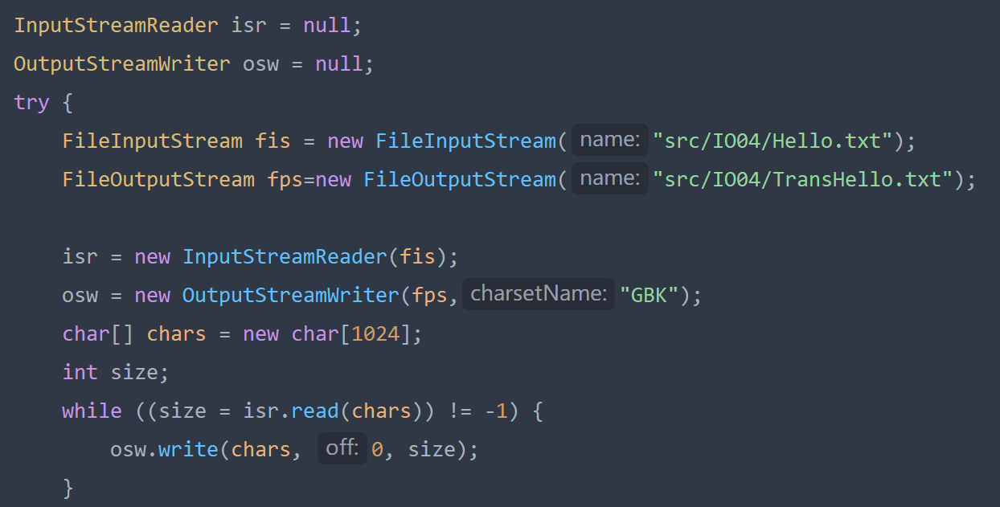 InputStreamReader isr = null;
OutputStreamWriter osw = null;
try {
    FileInputStream fis = new FileInputStream( name: "src/IO04/Hello.txt");
    FileOutputStream fps=new FileOutputStream( name: "src/IO04/TransHello.txt");

    isr = new InputStreamReader(fis);
    osw = new OutputStreamWriter(fps, charsetName: "GBK");
    char[] chars = new char[1024];
    int size;
    while ((size = isr.read(chars)) != -1) {
        osw.write(chars, off: 0, size);
    }